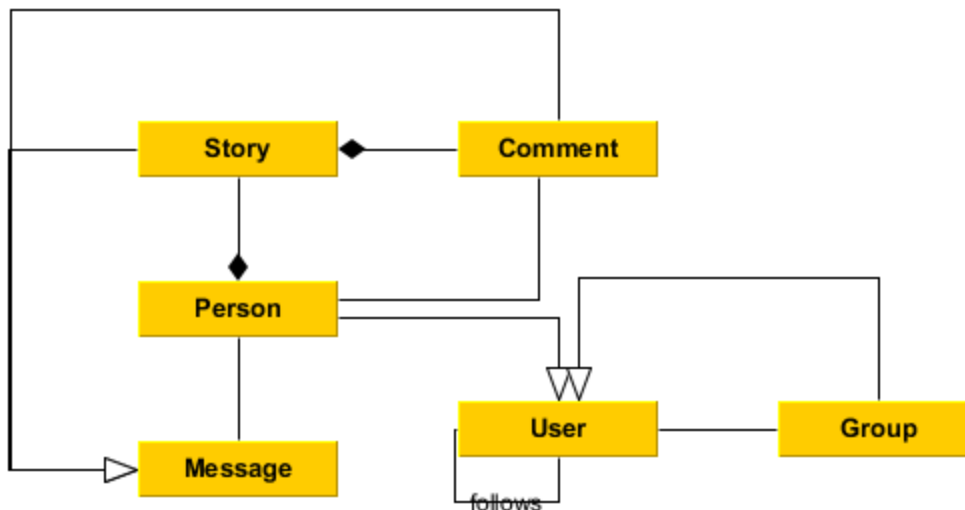 Story
Comment
Person
User
Group
Message
follows